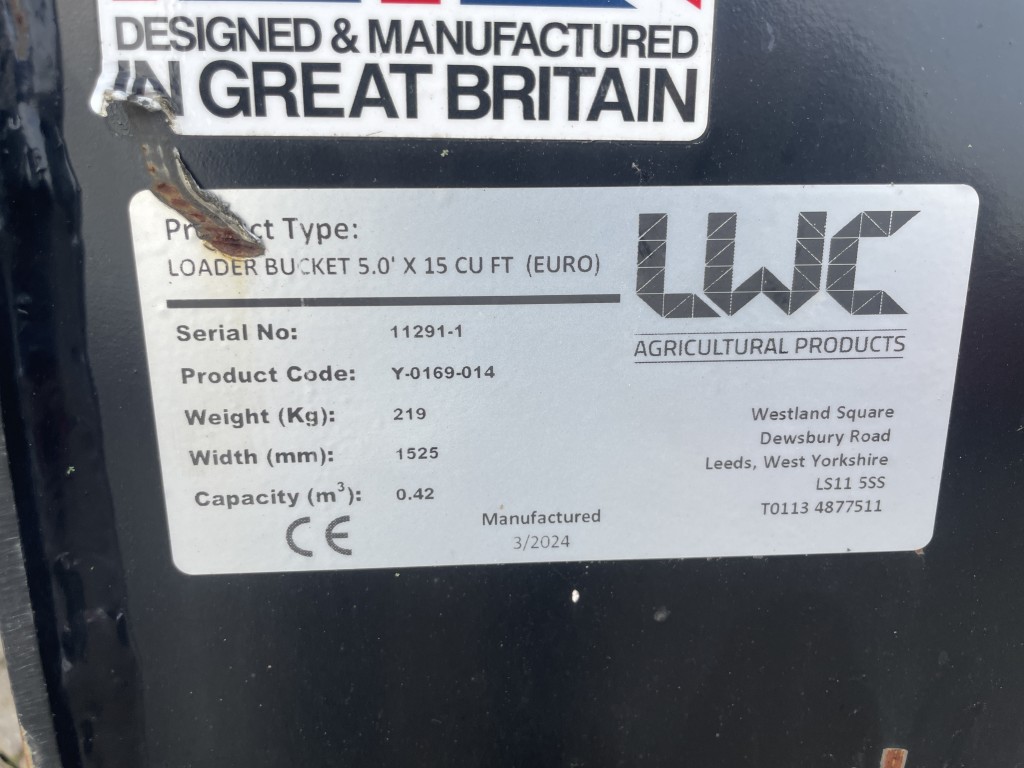 DESIGNED & MANUFACTURED
IN GREAT BRITAIN
Product Type:
LOADER BUCKET 5.0' X 15 CU FT (EURO)
Serial No: 11291-1
Product Code: Y-0169-014
Weight (Kg): 219
Width (mm): 1525
Capacity (m³): 0.42
CE
Manufactured
3/2024
LWC
AGRICULTURAL PRODUCTS
Westland Square
Dewsbury Road
Leeds, West Yorkshire
LS11 5SS
T0113 4877511